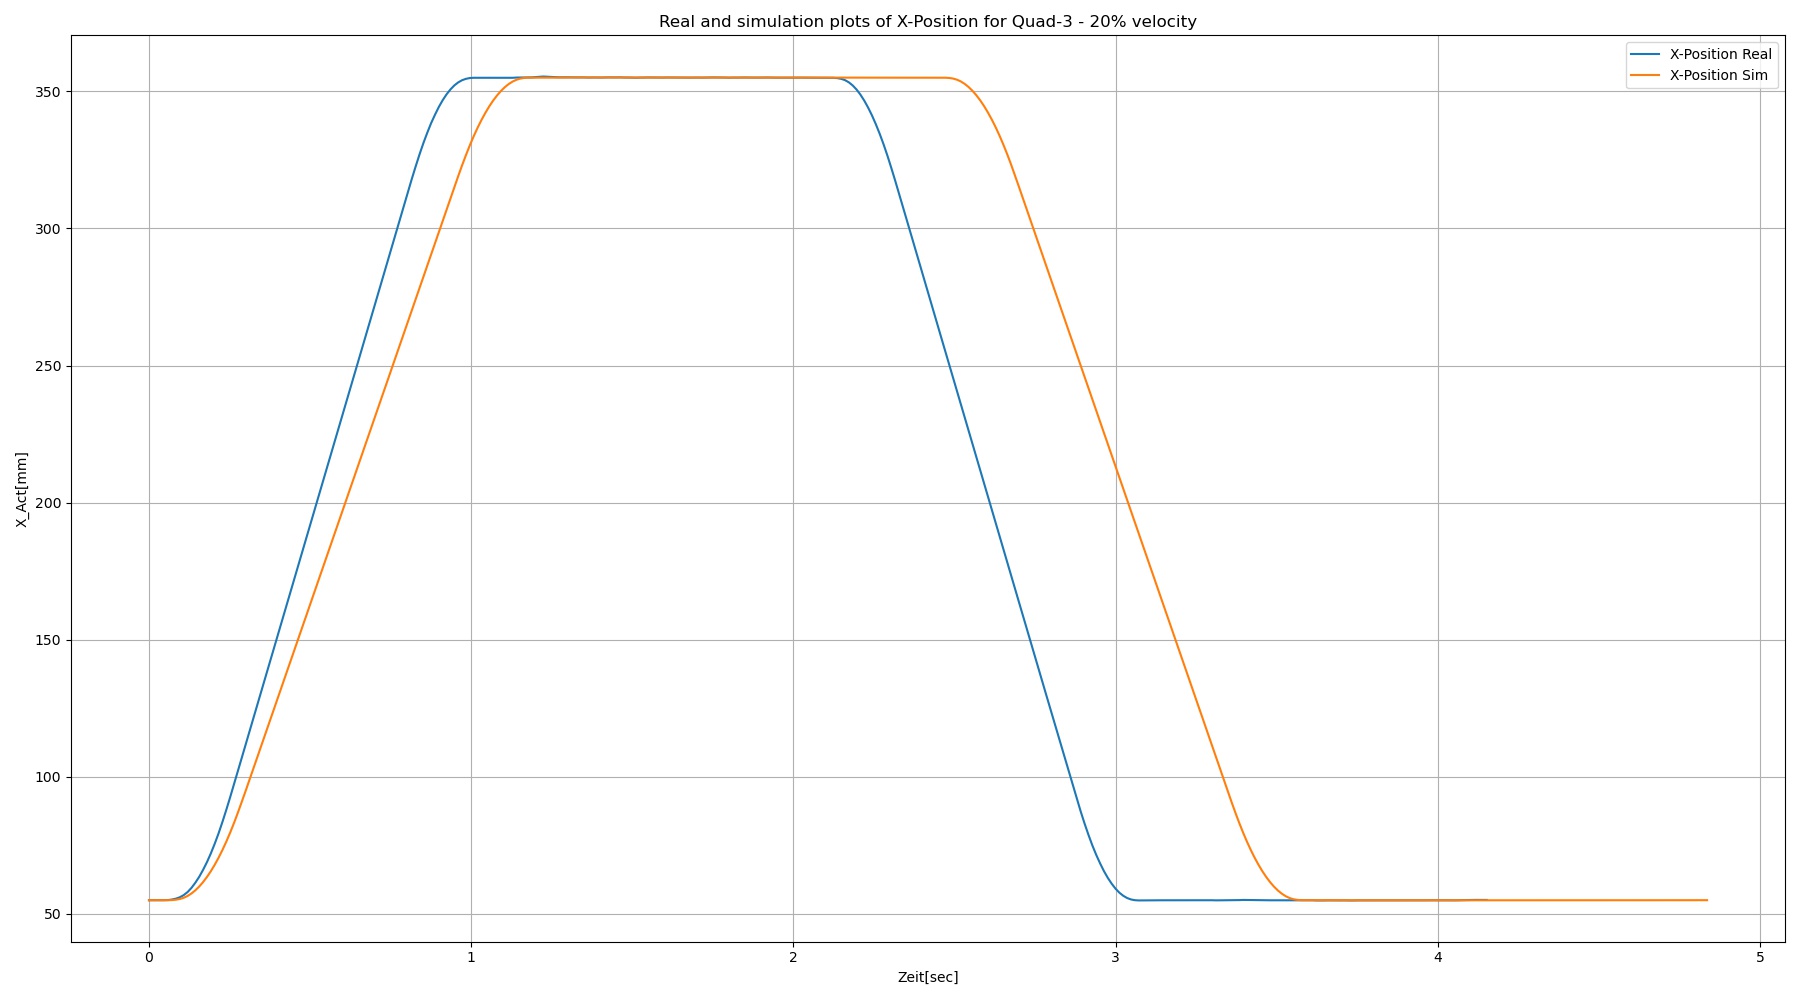 Real and simulation plots of X-Position for Quad-3 - 20% velocity
X-Position Real
X-Position Sim
X_Act[mm]
350
300
250
200
150
100
50
0 1 2 3 4 5
Zeit[sec]